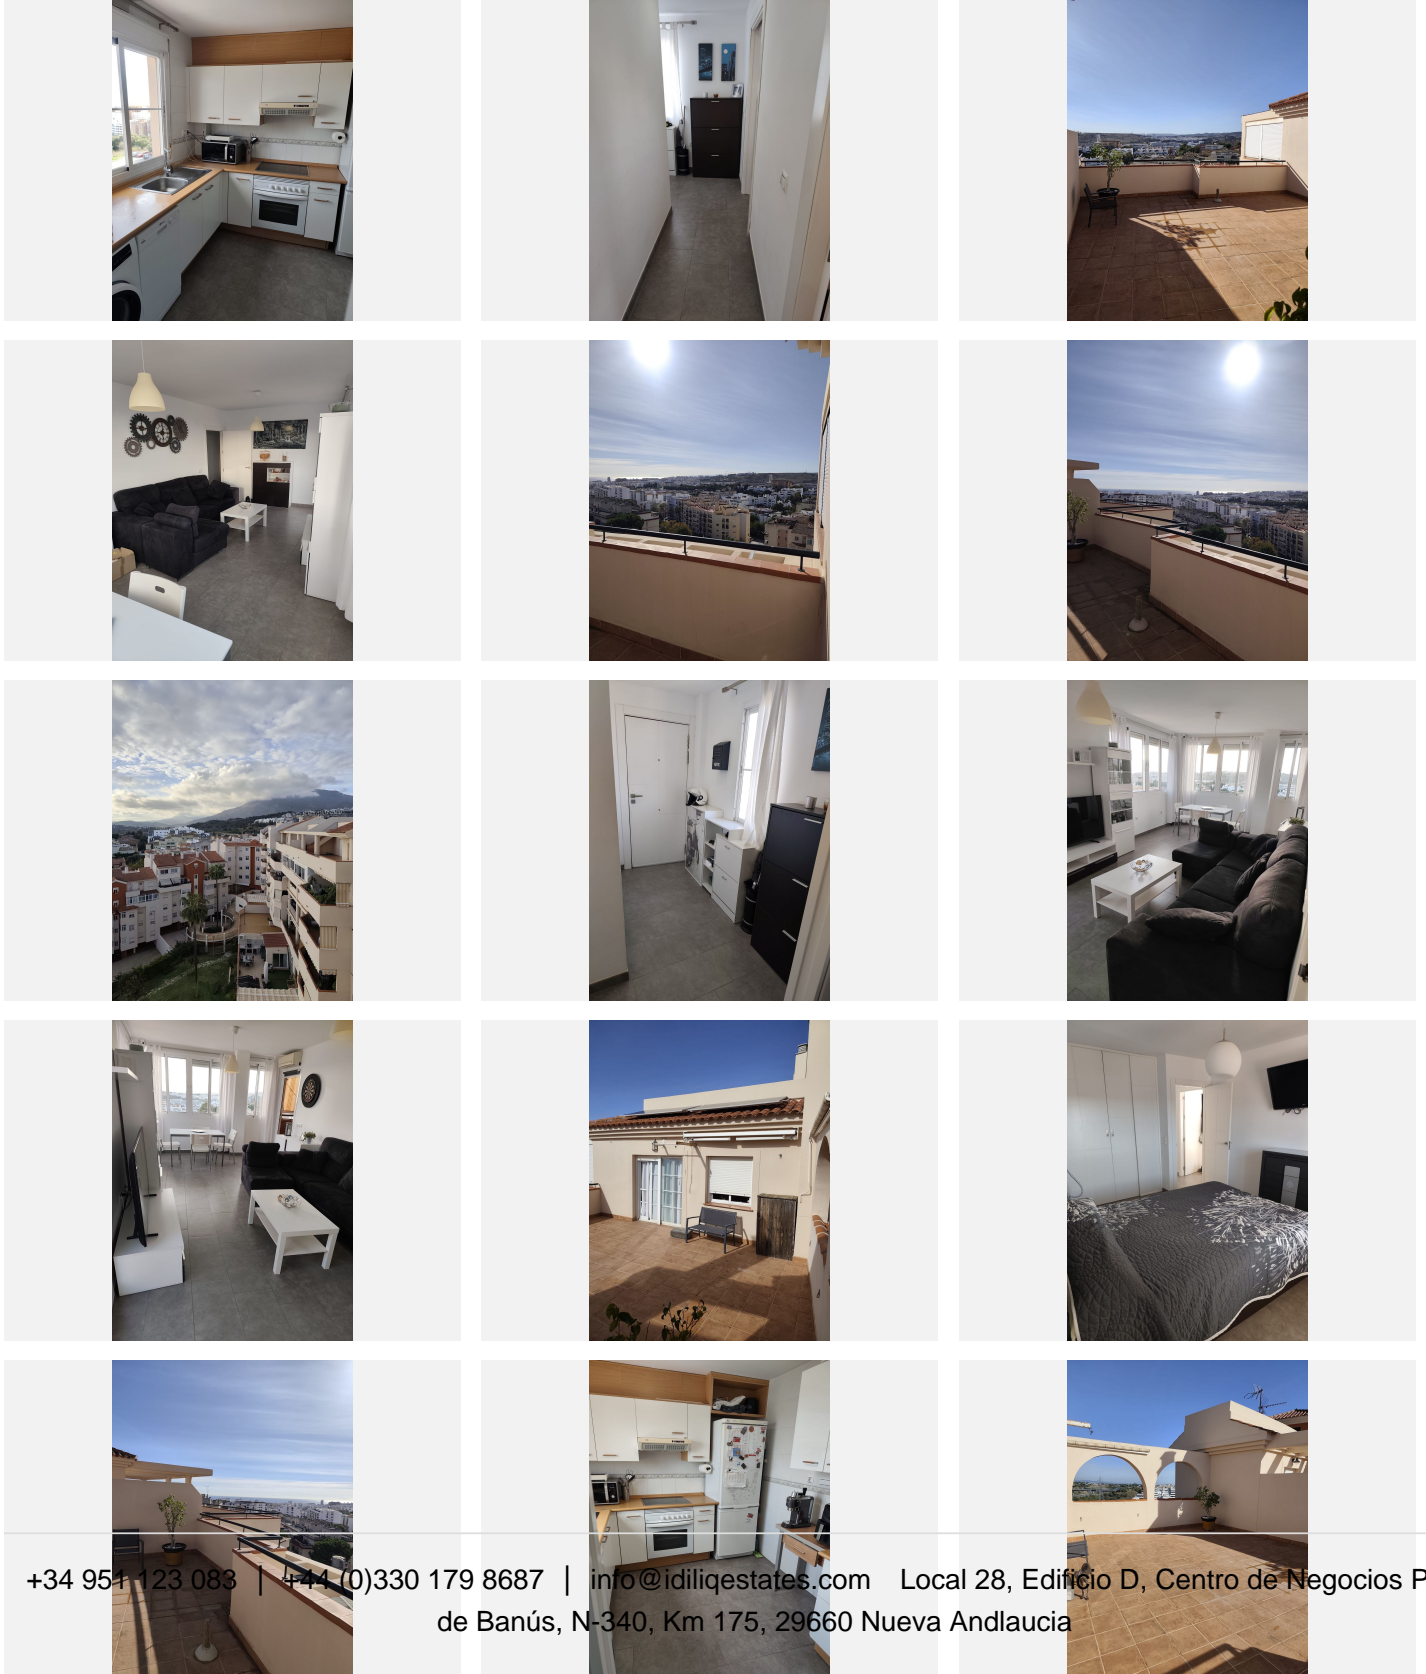 +34 951 123 083 | +44 (0)330 179 8687 | info@idiliqestates.com Local 28, Edificio D, Centro de Negocios P
de Banús, N-340, Km 175, 29660 Nueva Andlaucia